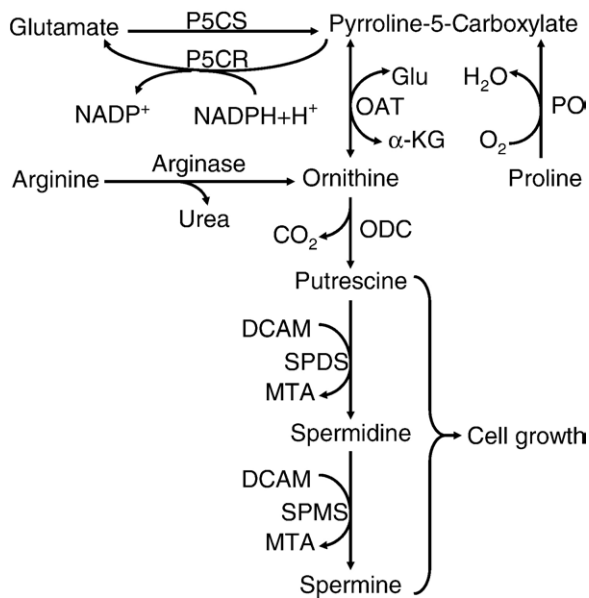 Glutamate P5CS Pyrroline-5-Carboxylate
P5CR
NADP⁺ NADPH+H⁺
Glu H₂O
OAT PO
α-KG O₂
Arginine Arginase Ornithine Proline
Urea
CO₂ ODC
Putrescine
DCAM
SPDS
MTA
Spermidine Cell growth
DCAM
SPMS
MTA
Spermine